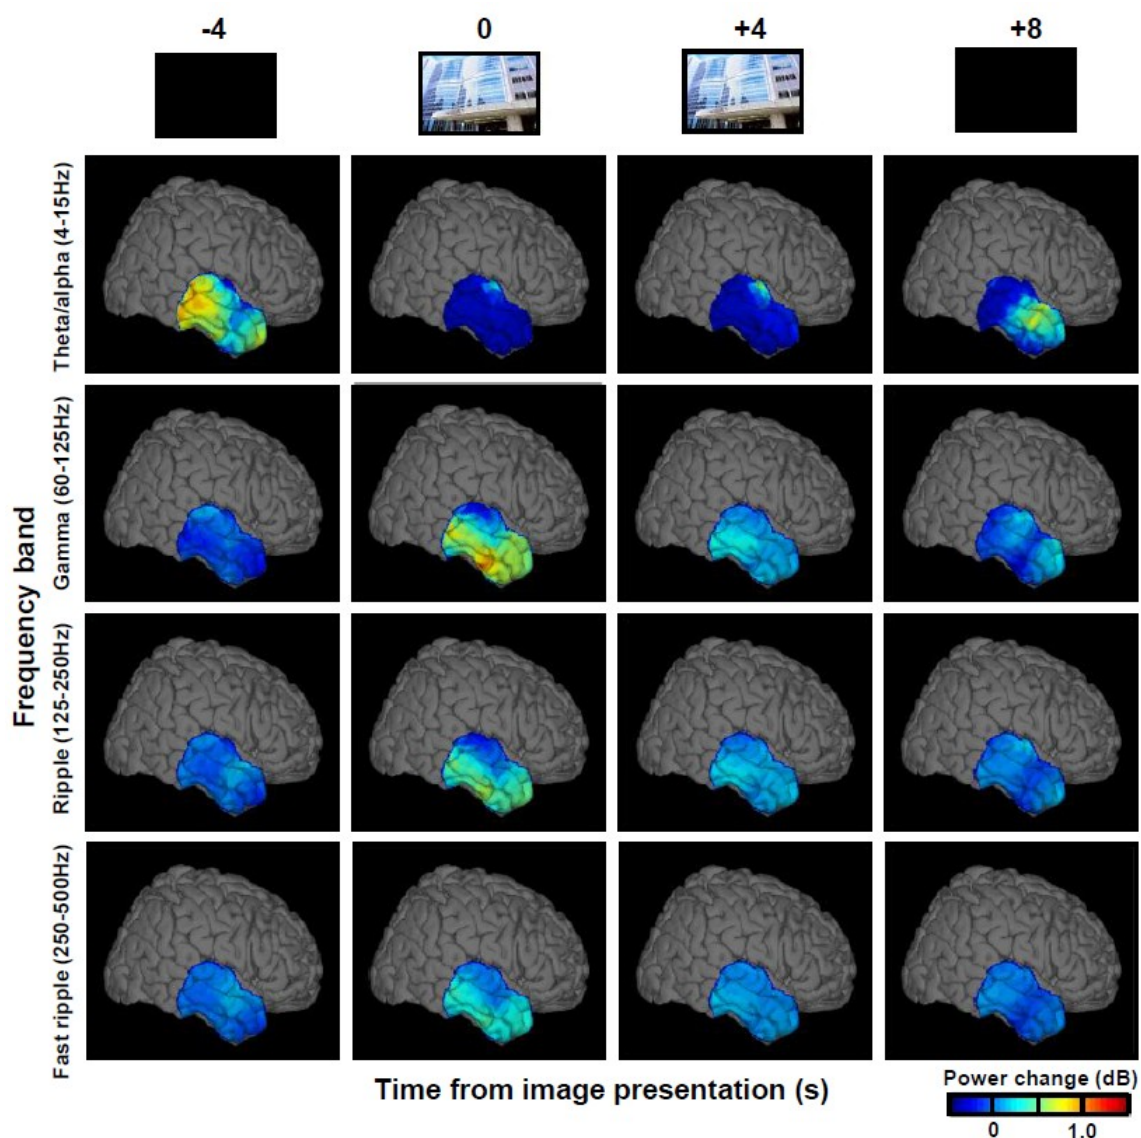 -4 0 +4 +8
Theta/alpha (4-15Hz)
Gamma (60-125Hz)
Ripple (125-250Hz)
Fast ripple (250-500Hz)
Frequency band
Time from image presentation (s)
Power change (dB)
0 1.0